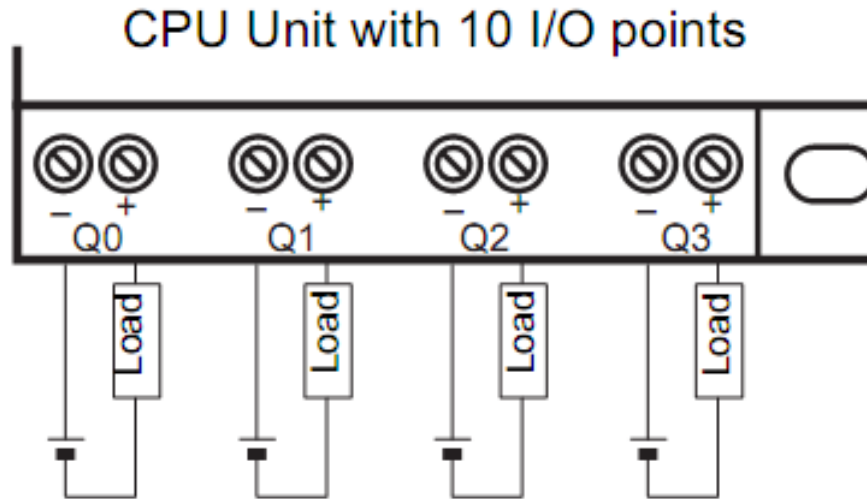 CPU Unit with 10 I/O points
– + – + – + – +
Q0 Q1 Q2 Q3
Load Load Load Load